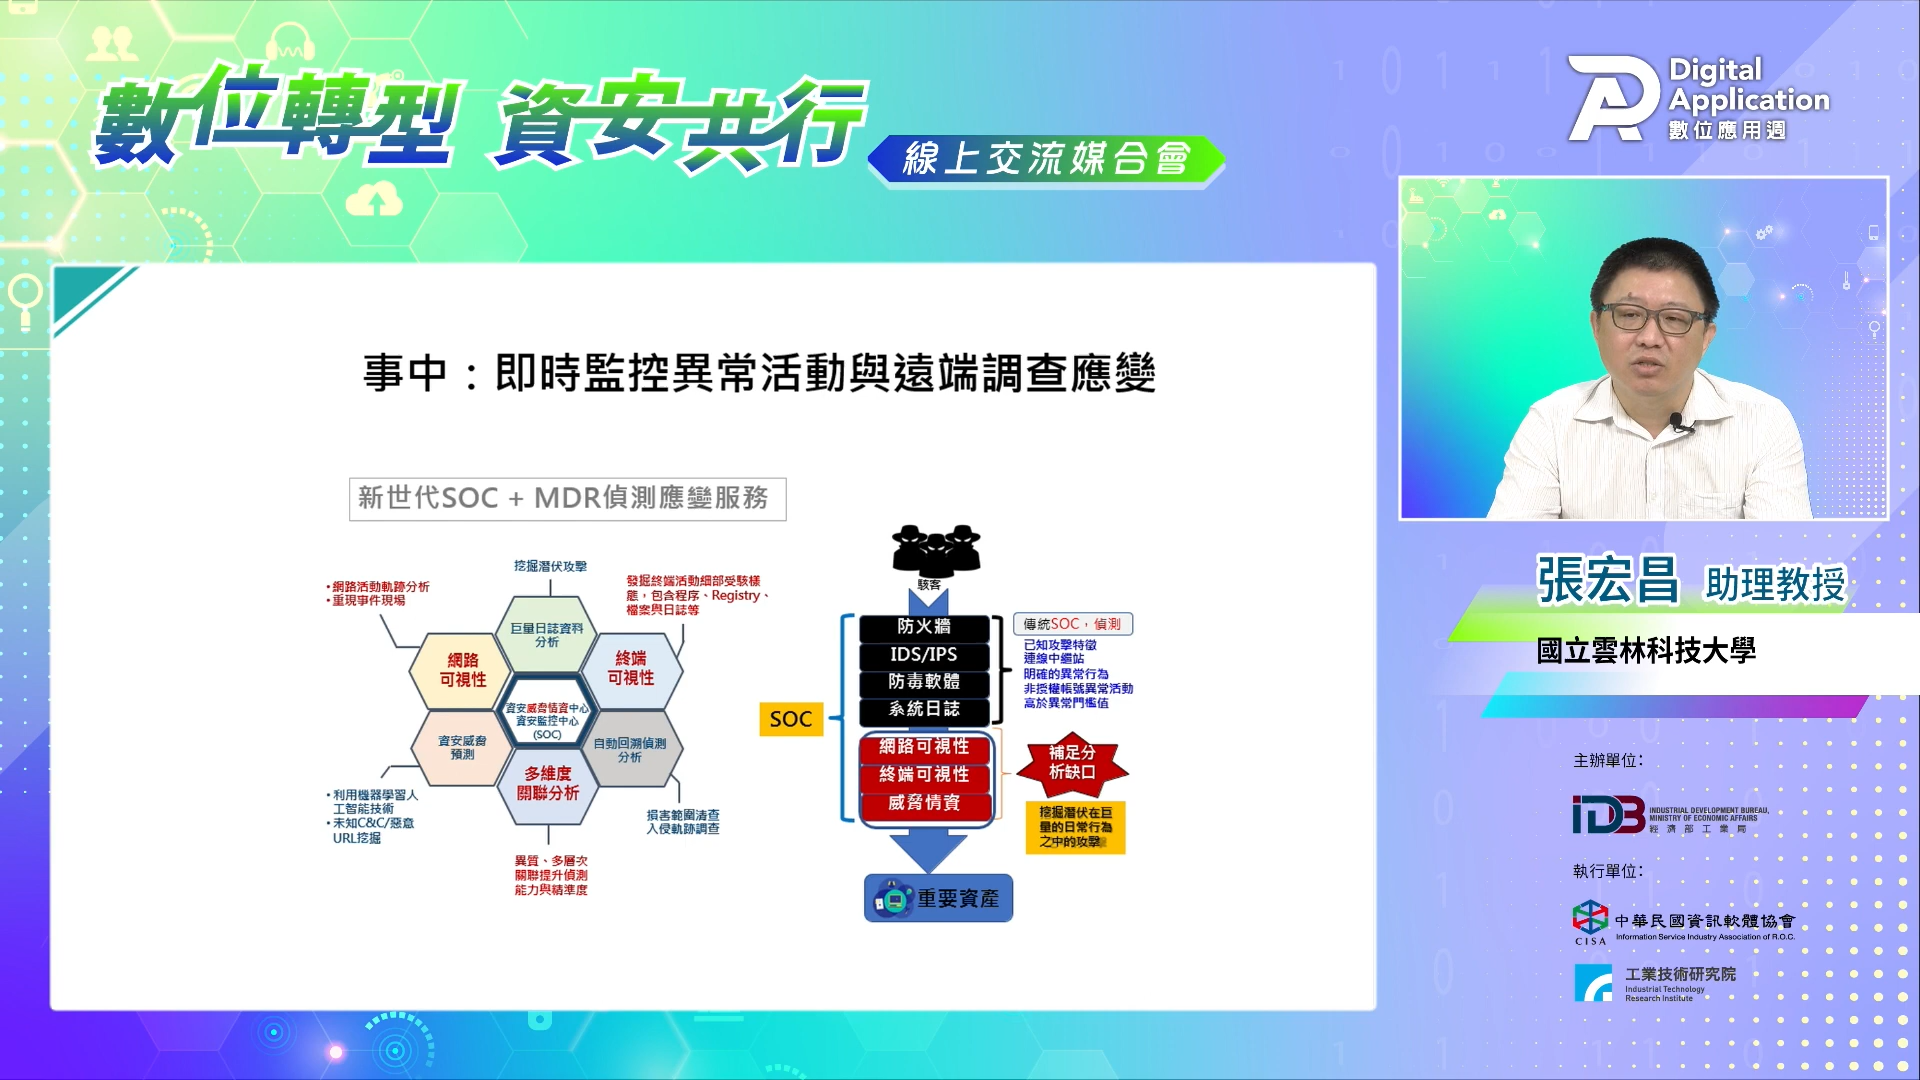 數位轉型 資安共行
線上交流媒合會
Digital
Application
數位應用週
事中：即時監控異常活動與遠端調查應變
新世代SOC + MDR偵測應變服務
挖掘潛伏攻擊
•網路活動軌跡分析
•重現事件現場
發掘終端活動細部受駭樣
態，包含程序、Registry、
檔案與日誌等
巨量日誌資料
分析
網路
可視性
終端
可視性
資安威脅情資中心
資安監控中心
(SOC)
資安威脅
預測
自動回溯偵測
分析
多維度
關聯分析
•利用機器學習人
工智能技術
•未知C&C/惡意
URL挖掘
損害範圍清查
入侵軌跡調查
異質、多層次
關聯提升偵測
能力與精準度
駭客
SOC
防火牆
IDS/IPS
防毒軟體
系統日誌
網路可視性
終端可視性
威脅情資
傳統SOC，偵測
已知攻擊特徵
連線中繼站
明確的異常行為
非授權帳號異常活動
高於異常門檻值
補足分
析缺口
挖掘潛伏在巨
量的日常行為
之中的攻擊
重要資產
張宏昌 助理教授
國立雲林科技大學
主辦單位:
IDB
INDUSTRIAL DEVELOPMENT BUREAU,
MINISTRY OF ECONOMIC AFFAIRS
經濟部工業局
執行單位:
CISA
中華民國資訊軟體協會
Information Service Industry Association of R.O.C.
工業技術研究院
Industrial Technology
Research Institute